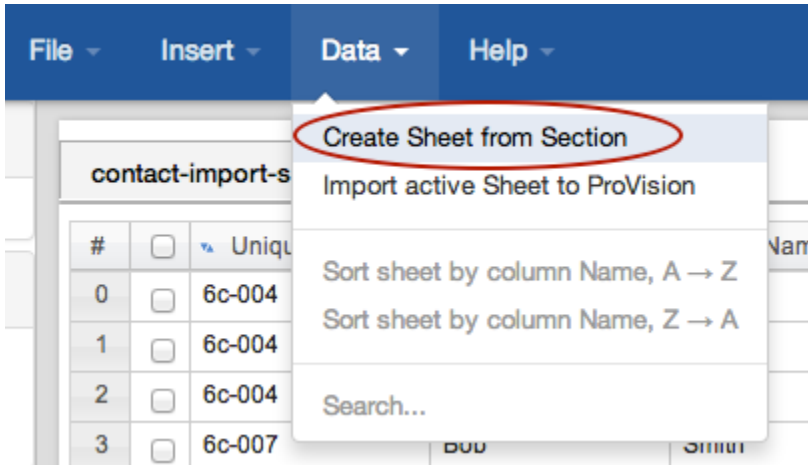 File Insert Data Help
Create Sheet from Section
contact-import-s
Import active Sheet to ProVision
# Uniqu Nam
Sort sheet by column Name, A → Z
0 6c-004
Sort sheet by column Name, Z → A
1 6c-004
2 6c-004
Search...
3 6c-007 Bob Smith